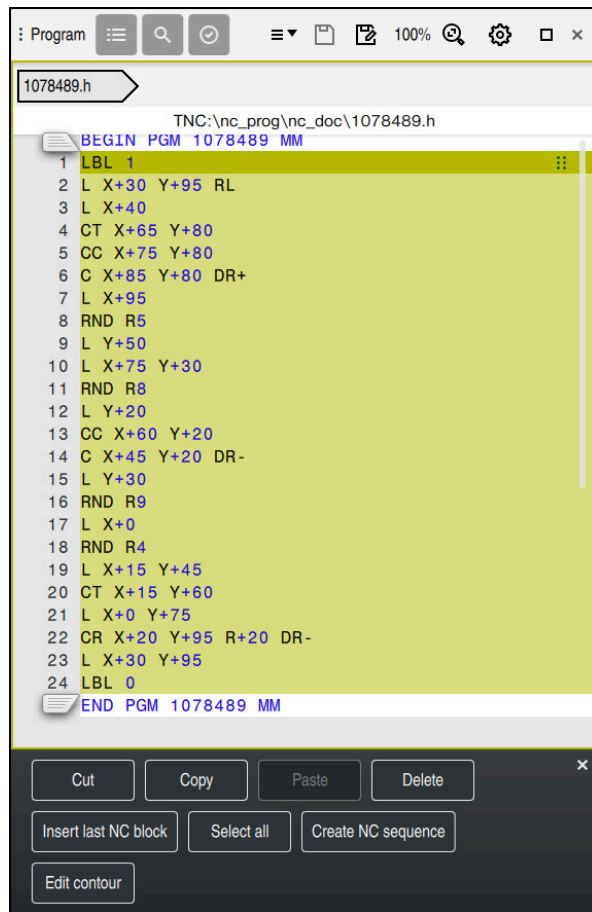 Program 100%
1078489.h
TNC:\nc_prog\nc_doc\1078489.h
BEGIN PGM 1078489 MM
1 LBL 1
2 L X+30 Y+95 RL
3 L X+40
4 CT X+65 Y+80
5 CC X+75 Y+80
6 C X+85 Y+80 DR+
7 L X+95
8 RND R5
9 L Y+50
10 L X+75 Y+30
11 RND R8
12 L Y+20
13 CC X+60 Y+20
14 C X+45 Y+20 DR-
15 L Y+30
16 RND R9
17 L X+0
18 RND R4
19 L X+15 Y+45
20 CT X+15 Y+60
21 L X+0 Y+75
22 CR X+20 Y+95 R+20 DR-
23 L X+30 Y+95
24 LBL 0
END PGM 1078489 MM
Cut Copy Paste Delete
Insert last NC block Select all Create NC sequence
Edit contour